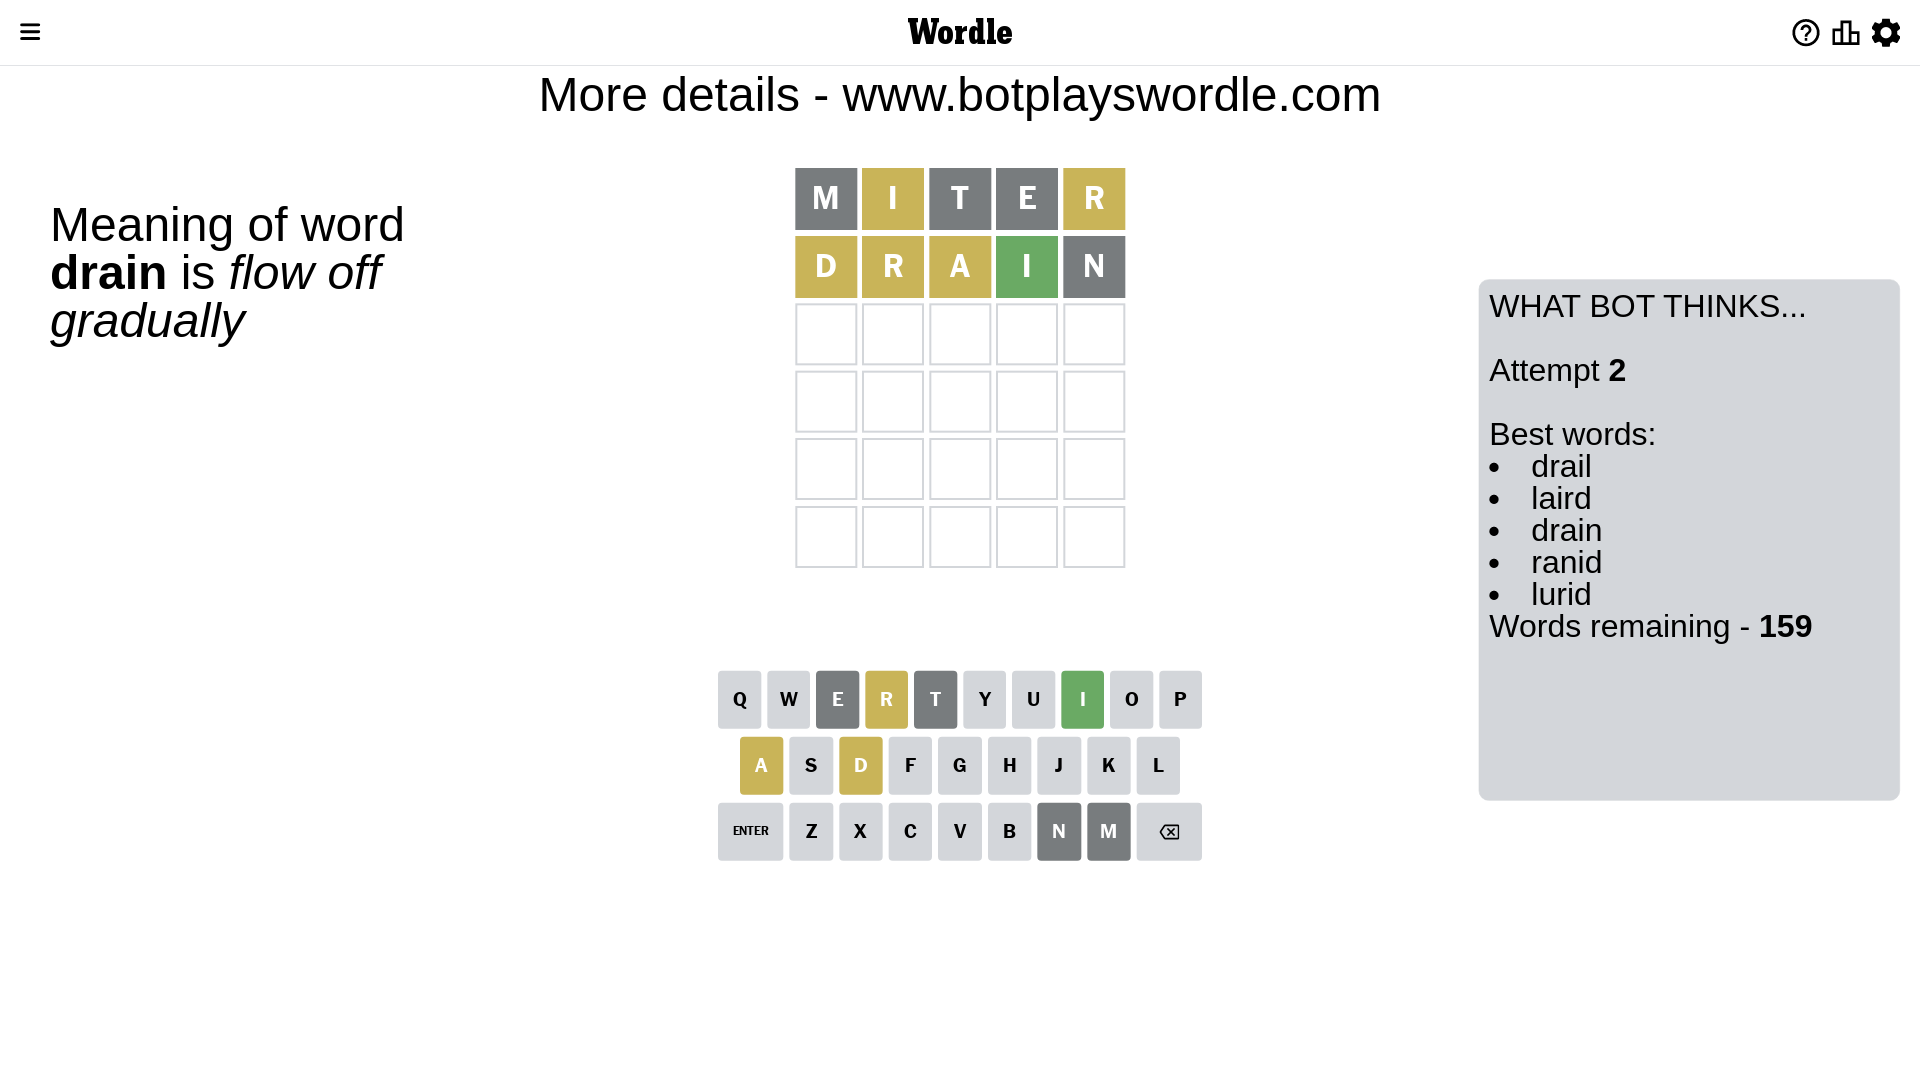 Wordle
More details - www.botplayswordle.com
Meaning of word
drain is flow off
gradually
M I T E R
D R A I N
WHAT BOT THINKS...
Attempt 2
Best words:
• drail
• laird
• drain
• ranid
• lurid
Words remaining - 159
Q W E R T Y U I O P
A S D F G H J K L
ENTER Z X C V B N M